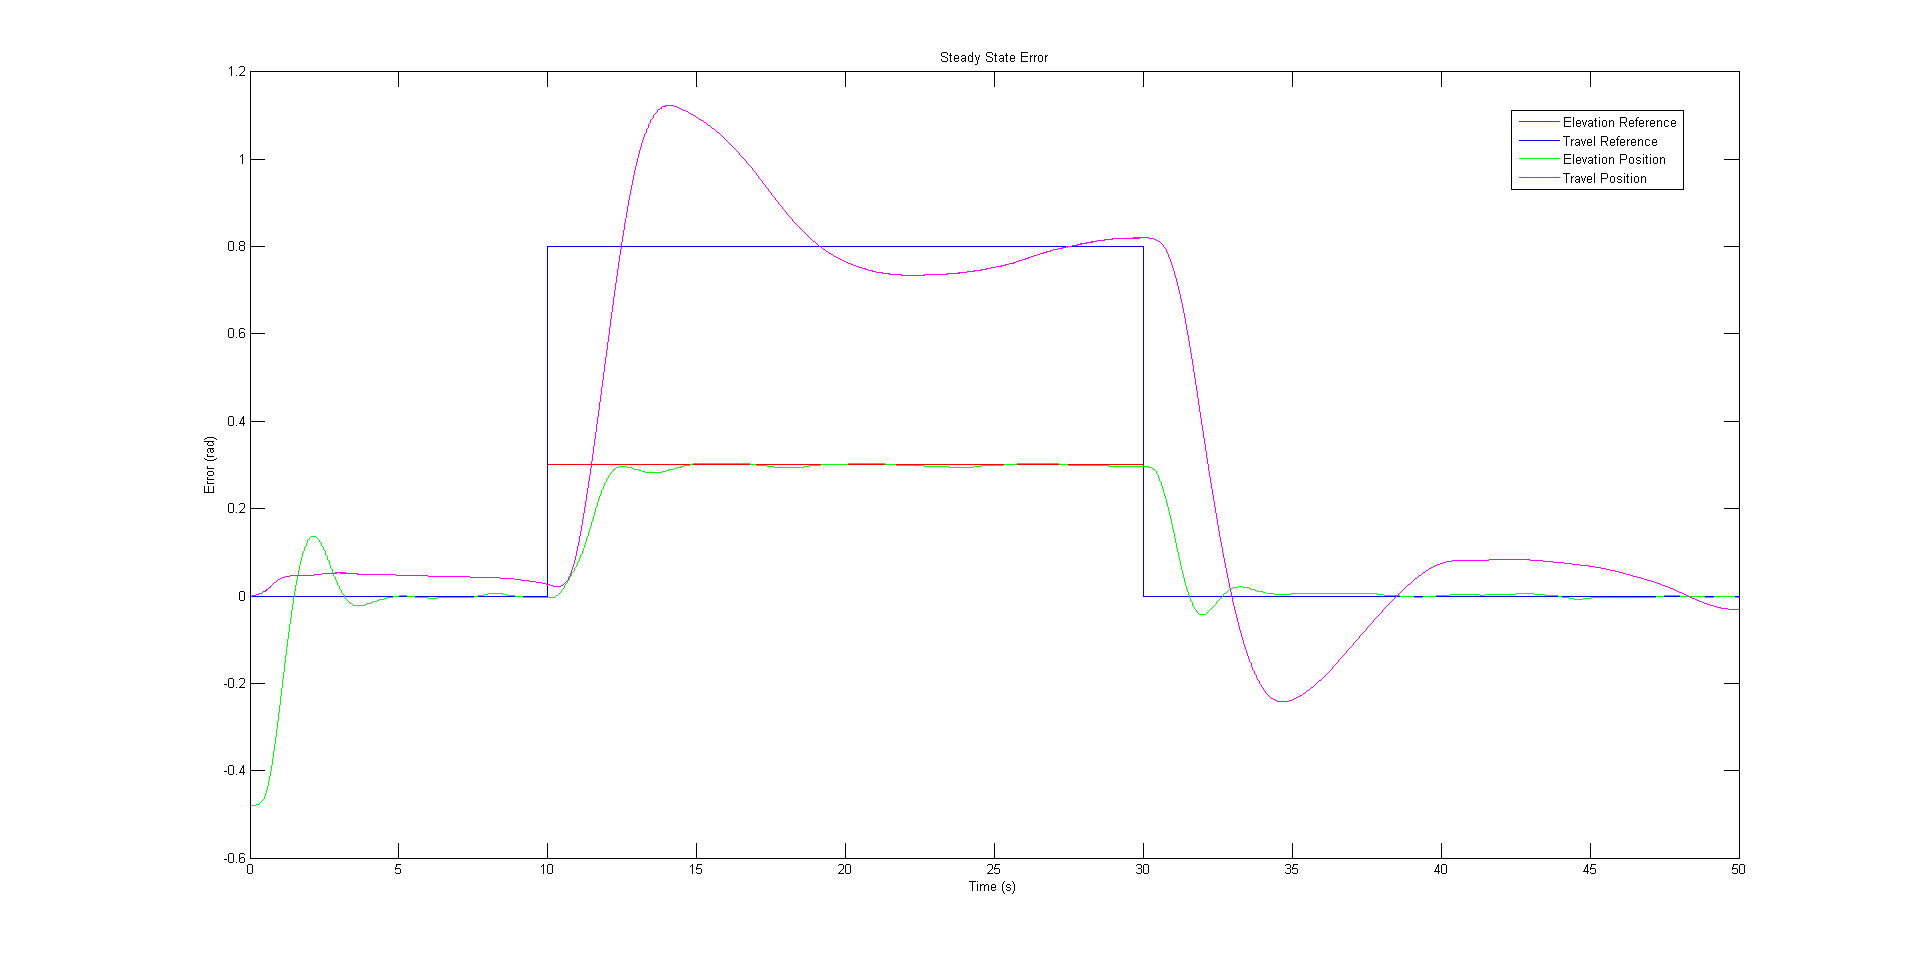 Steady State Error
1.2
1
0.8
0.6
0.4
0.2
0
-0.2
-0.4
-0.6
Error (rad)
Elevation Reference
Travel Reference
Elevation Position
Travel Position
0 5 10 15 20 25 30 35 40 45 50
Time (s)